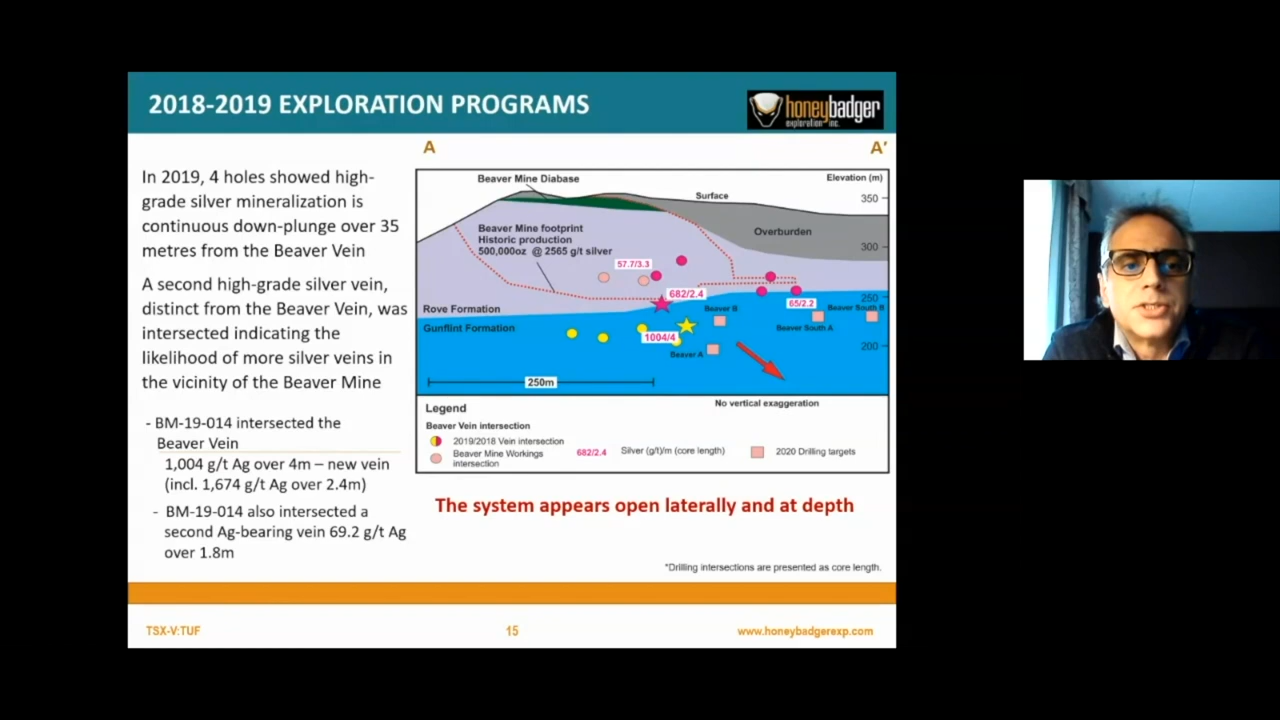 2018-2019 EXPLORATION PROGRAMS
honeybadger
exploration inc.
In 2019, 4 holes showed high-
grade silver mineralization is
continuous down-plunge over 35
metres from the Beaver Vein
A second high-grade silver vein,
distinct from the Beaver Vein, was
intersected indicating the
likelihood of more silver veins in
the vicinity of the Beaver Mine
- BM-19-014 intersected the
Beaver Vein
1,004 g/t Ag over 4m – new vein
(incl. 1,674 g/t Ag over 2.4m)
- BM-19-014 also intersected a
second Ag-bearing vein 69.2 g/t Ag
over 1.8m
A
A'
Beaver Mine Diabase
Surface
Elevation (m)
350
Beaver Mine footprint
Historic production
500,000oz @ 2565 g/t silver
Overburden
300
57.7/3.3
682/2.4
65/2.2
250
Rove Formation
Beaver B
Beaver South B
Gunflint Formation
Beaver South A
1004/4
Beaver A
200
250m
Legend
No vertical exaggeration
Beaver Vein intersection
2019/2018 Vein intersection
Beaver Mine Workings
intersection
682/2.4
Silver (g/t)/m (core length)
2020 Drilling targets
The system appears open laterally and at depth
*Drilling intersections are presented as core length.
TSX-V:TUF
15
www.honeybadgerexp.com